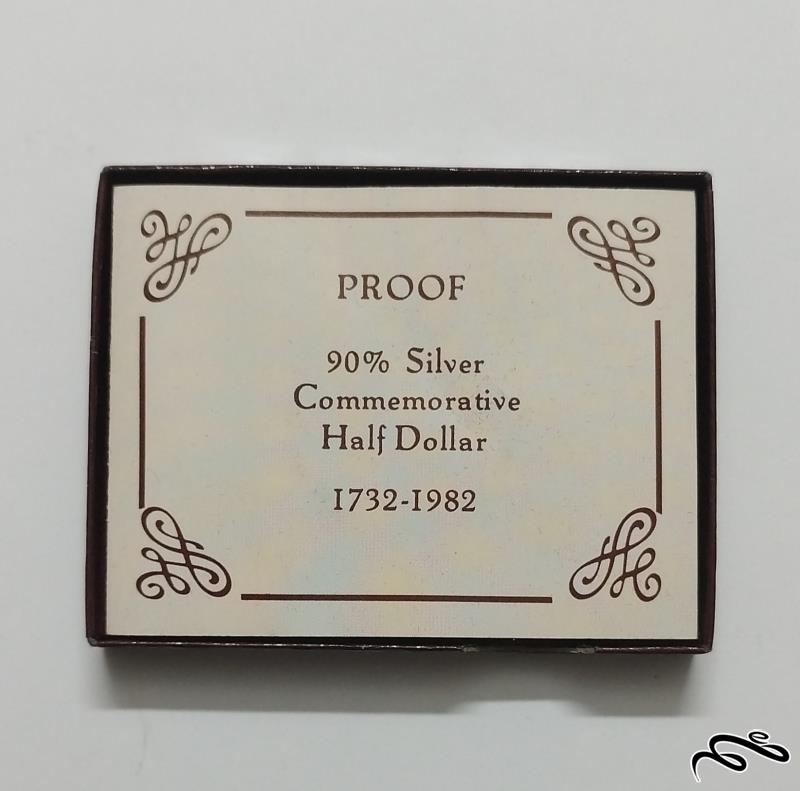 PROOF
90% Silver
Commemorative
Half Dollar
1732-1982